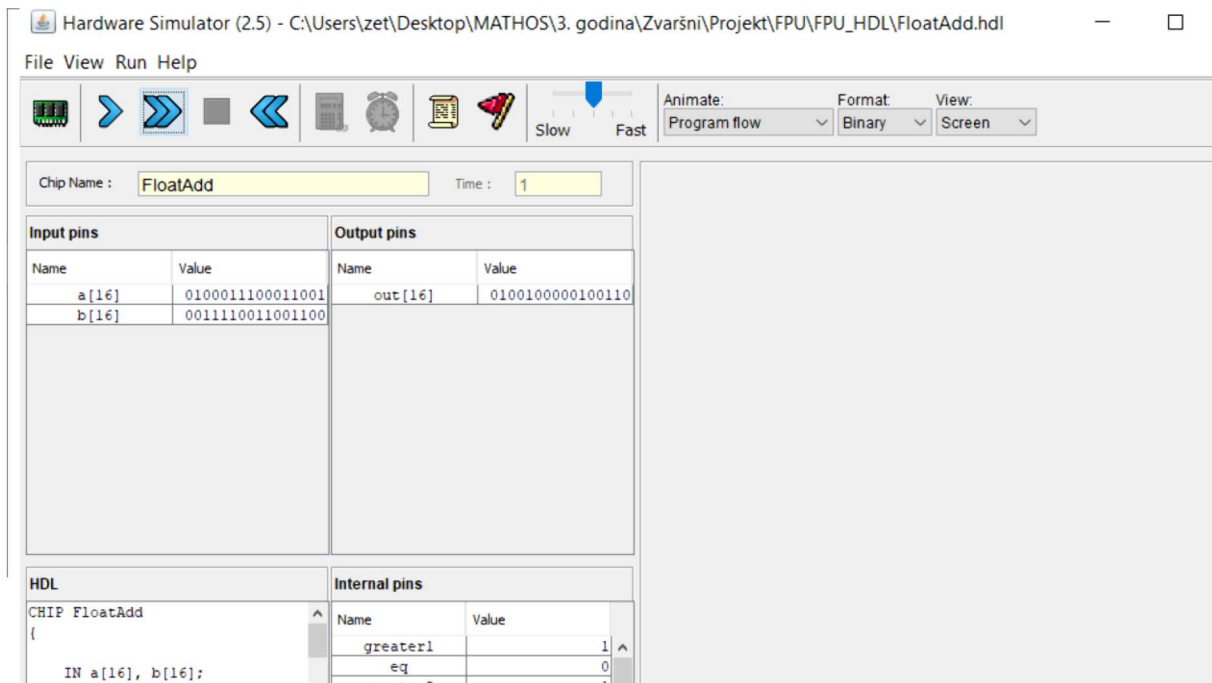 Hardware Simulator (2.5) - C:\Users\zet\Desktop\MATHOS\3. godina\Zvaršni\Projekt\FPU\FPU_HDL\FloatAdd.hdl
File View Run Help
Animate: Format: View:
Slow Fast Program flow Binary Screen
Chip Name : FloatAdd Time : 1
Input pins Output pins
Name Value Name Value
a[16] 0100011100011001 out[16] 0100100000100110
b[16] 0011110011001100
HDL Internal pins
CHIP FloatAdd Name Value
{ greater1 1
IN a[16], b[16]; eq 0